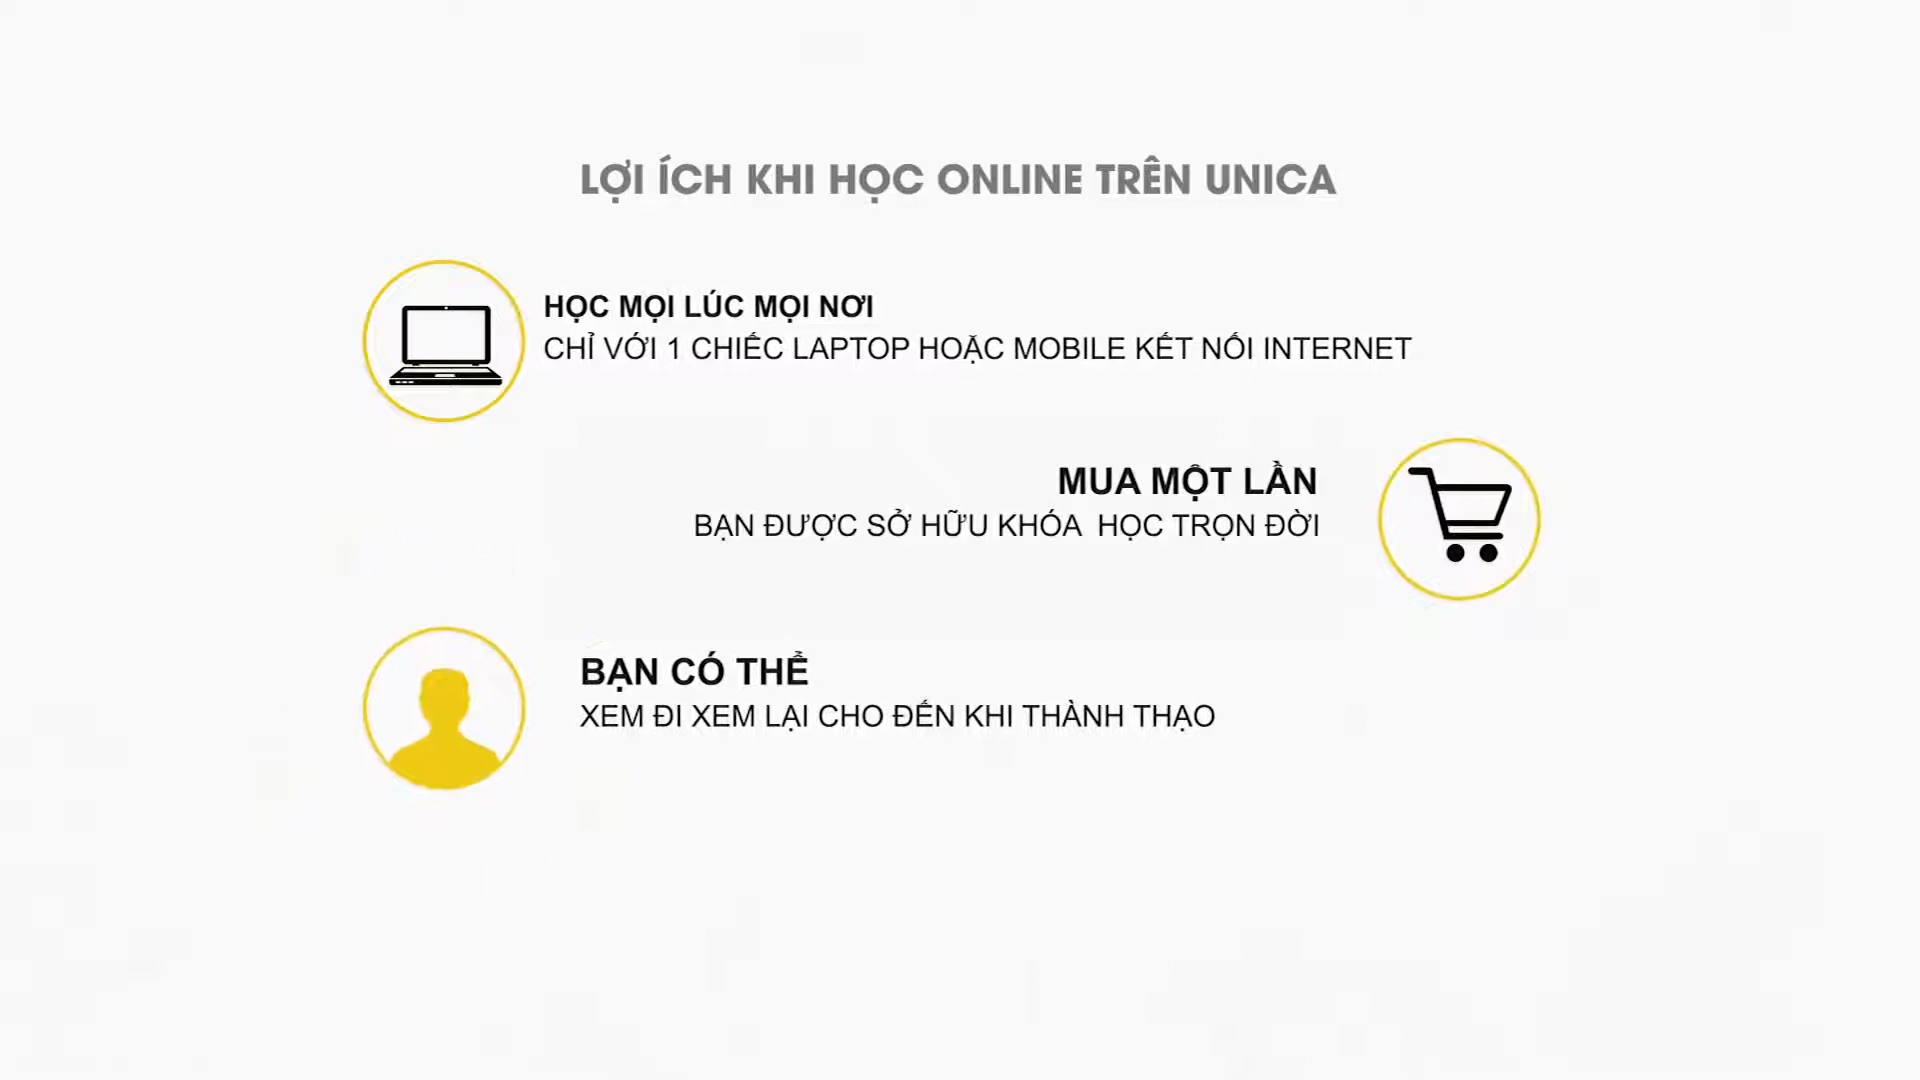 LỢI ÍCH KHI HỌC ONLINE TRÊN UNICA
HỌC MỌI LÚC MỌI NƠI
CHỈ VỚI 1 CHIẾC LAPTOP HOẶC MOBILE KẾT NỐI INTERNET
MUA MỘT LẦN
BẠN ĐƯỢC SỞ HỮU KHÓA  HỌC TRỌN ĐỜI
BẠN CÓ THỂ
XEM ĐI XEM LẠI CHO ĐẾN KHI THÀNH THẠO